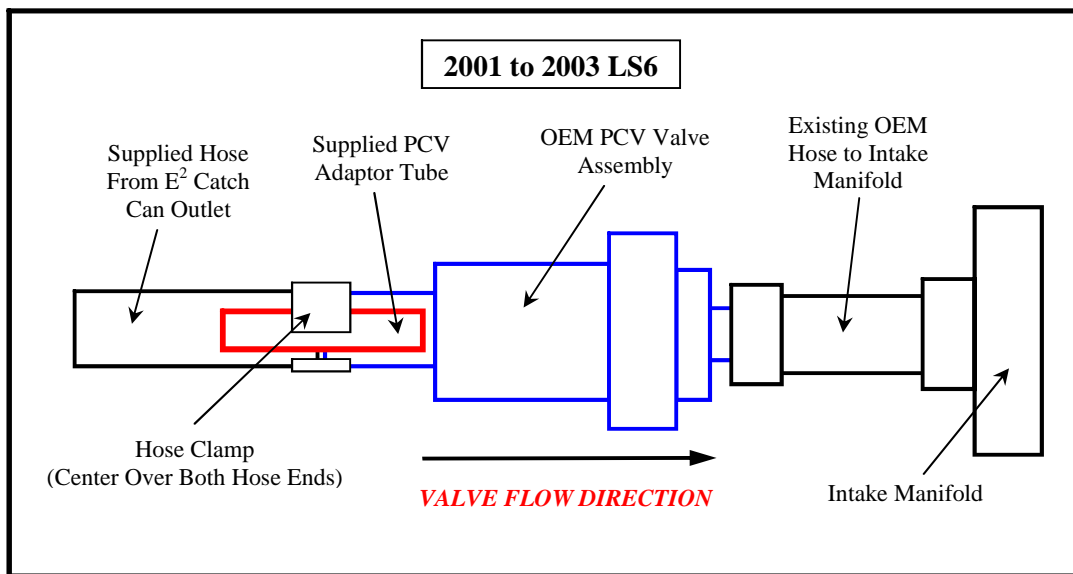 2001 to 2003 LS6
Supplied Hose
From E² Catch
Can Outlet
Supplied PCV
Adaptor Tube
OEM PCV Valve
Assembly
Existing OEM
Hose to Intake
Manifold
Hose Clamp
(Center Over Both Hose Ends)
VALVE FLOW DIRECTION
Intake Manifold